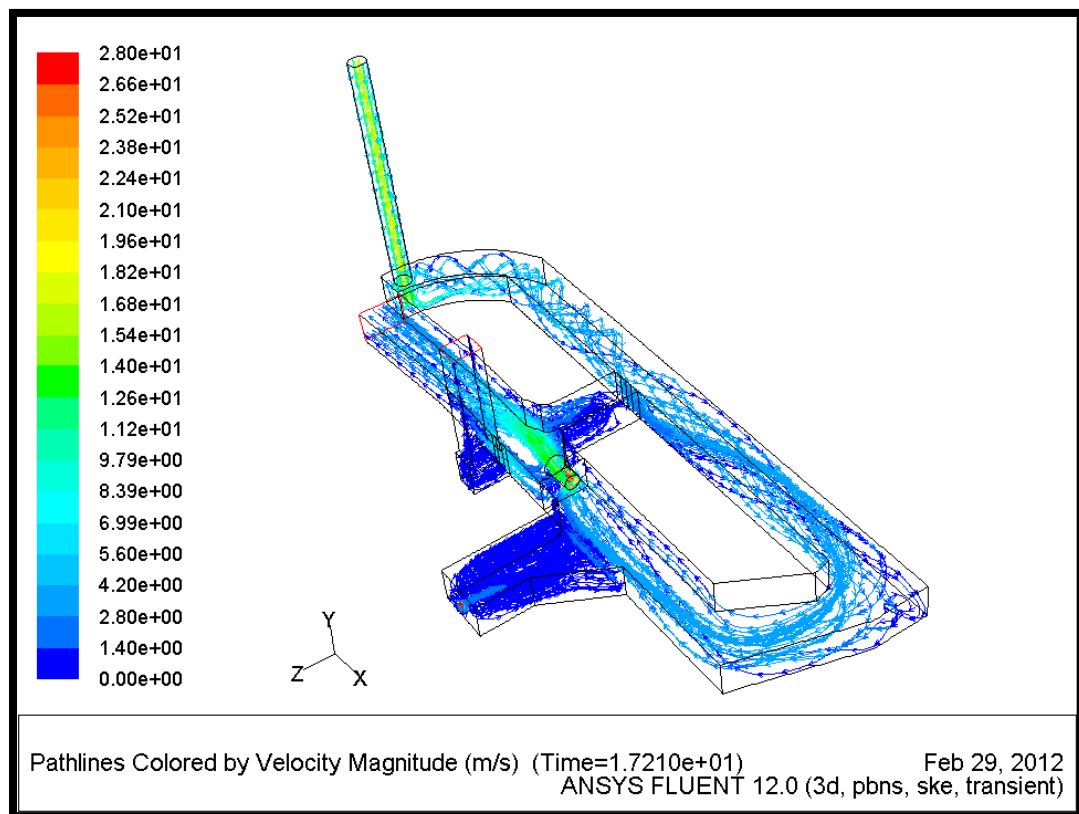 2.80e+01
2.66e+01
2.52e+01
2.38e+01
2.24e+01
2.10e+01
1.96e+01
1.82e+01
1.68e+01
1.54e+01
1.40e+01
1.26e+01
1.12e+01
9.79e+00
8.39e+00
6.99e+00
5.60e+00
4.20e+00
2.80e+00
1.40e+00
0.00e+00
Y
Z
X
Pathlines Colored by Velocity Magnitude (m/s) (Time=1.7210e+01)
Feb 29, 2012
ANSYS FLUENT 12.0 (3d, pbns, ske, transient)